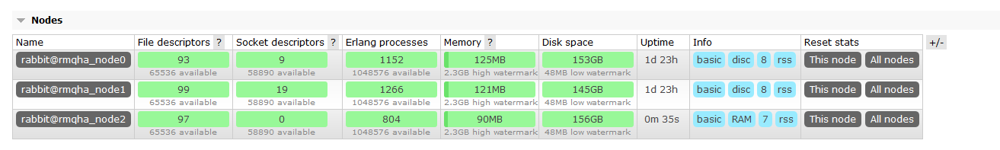 Nodes
Name File descriptors ? Socket descriptors ? Erlang processes Memory ? Disk space Uptime Info Reset stats +/-
rabbit@rmqha_node0 93 9 1152 125MB 153GB 1d 23h basic disc 8 rss This node All nodes
65536 available 58890 available 1048576 available 2.3GB high watermark 48MB low watermark
rabbit@rmqha_node1 99 19 1266 121MB 145GB 1d 23h basic disc 8 rss This node All nodes
65536 available 58890 available 1048576 available 2.3GB high watermark 48MB low watermark
rabbit@rmqha_node2 97 0 804 90MB 156GB 0m 35s basic RAM 7 rss This node All nodes
65536 available 58890 available 1048576 available 2.3GB high watermark 48MB low watermark